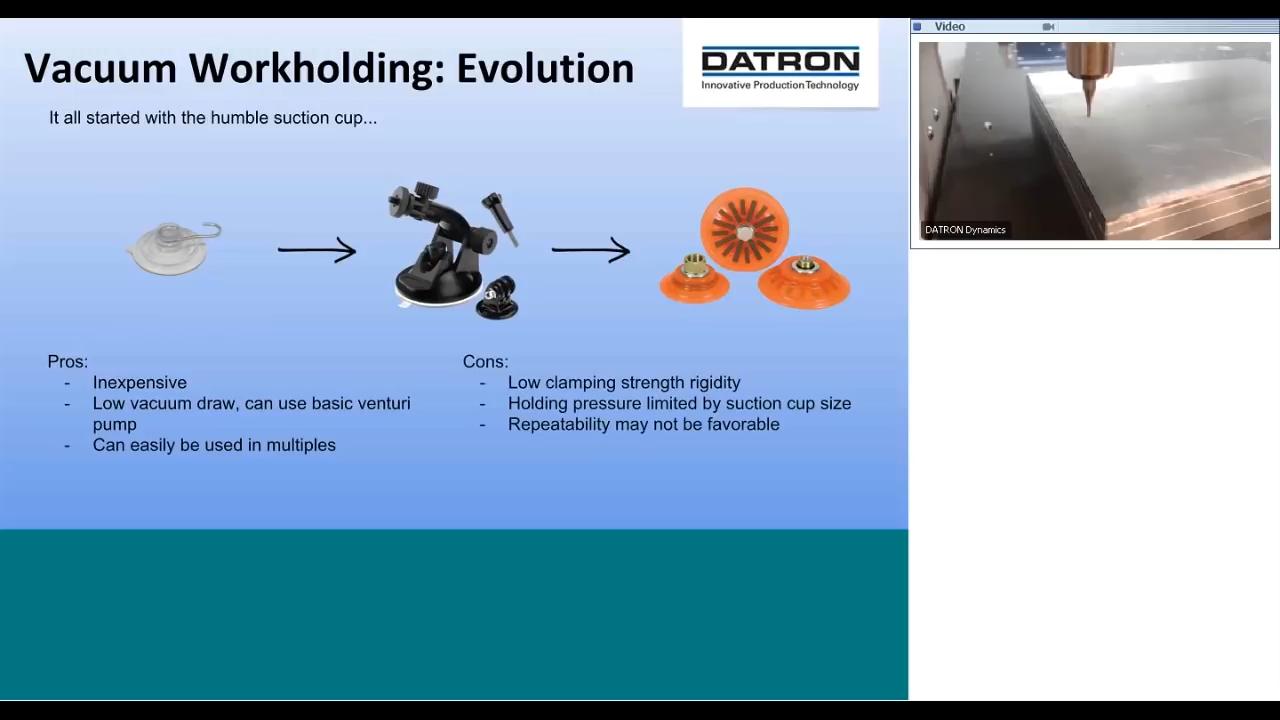 Vacuum Workholding: Evolution
DATRON
Innovative Production Technology
It all started with the humble suction cup...
Pros:
- Inexpensive
- Low vacuum draw, can use basic venturi
pump
- Can easily be used in multiples
Cons:
- Low clamping strength rigidity
- Holding pressure limited by suction cup size
- Repeatability may not be favorable
Video
DATRON Dynamics